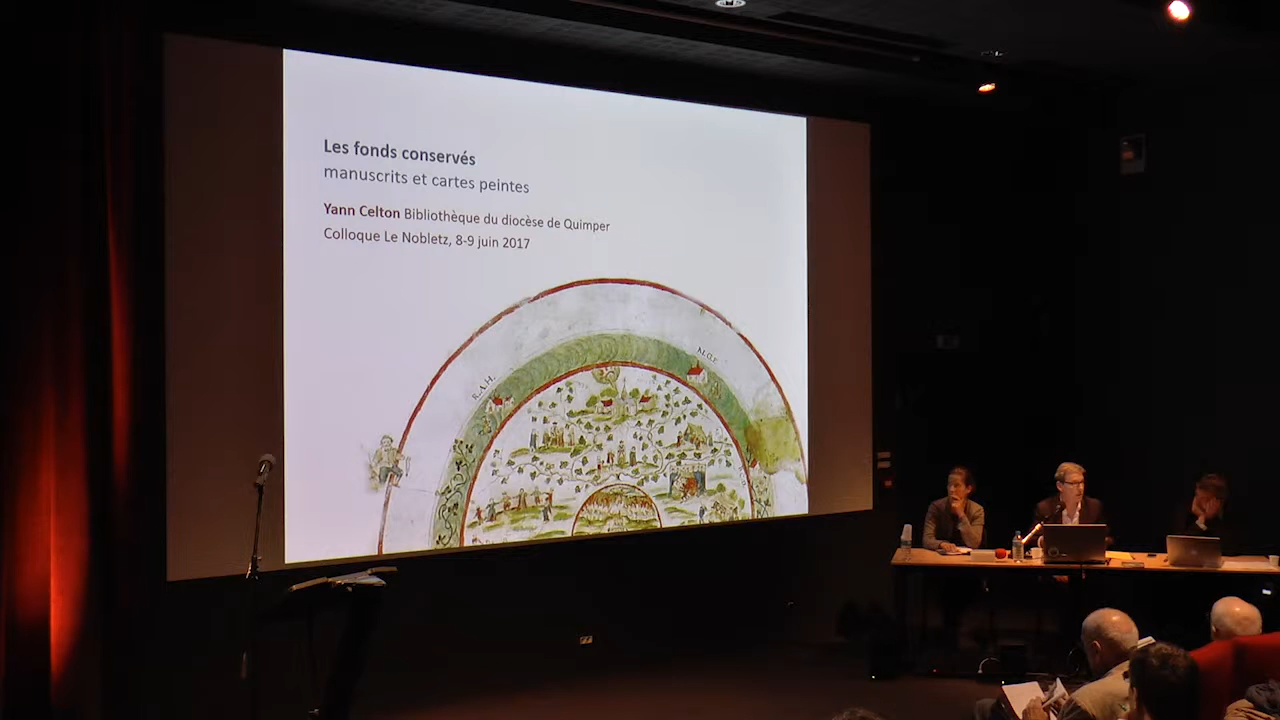 Les fonds conservés
manuscrits et cartes peintes
Yann Celton Bibliothèque du diocèse de Quimper
Colloque Le Nobletz, 8-9 juin 2017
R.A.H.